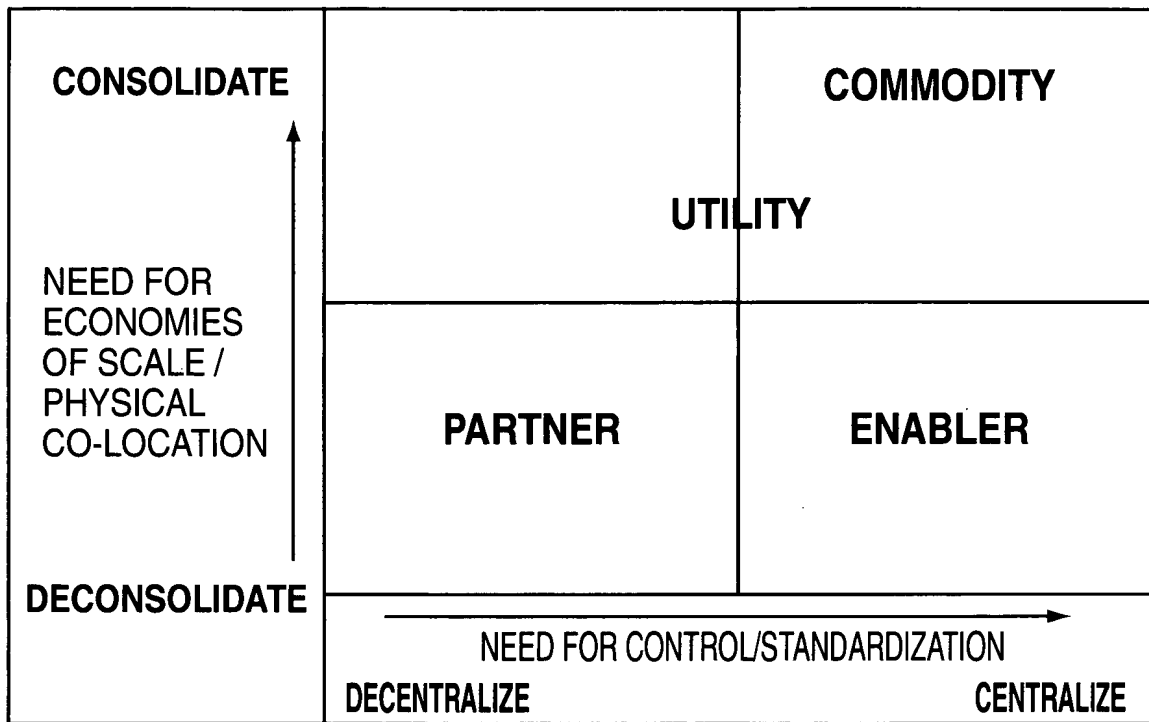 CONSOLIDATE
COMMODITY
UTILITY
NEED FOR
ECONOMIES
OF SCALE /
PHYSICAL
CO-LOCATION
PARTNER
ENABLER
DECONSOLIDATE
NEED FOR CONTROL/STANDARDIZATION
DECENTRALIZE
CENTRALIZE